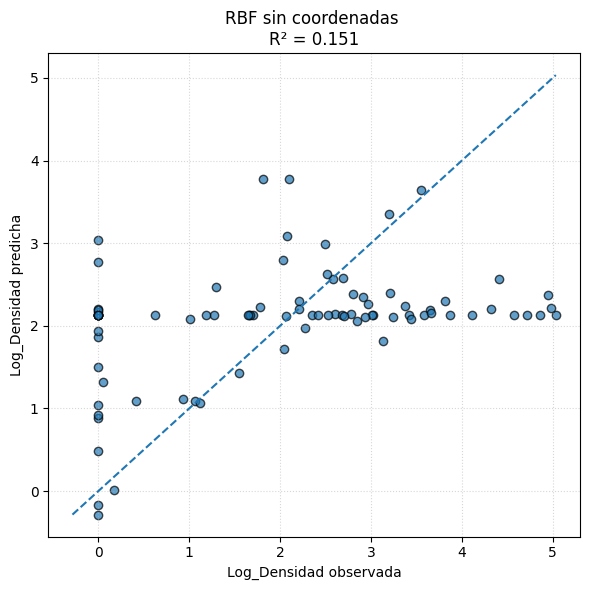 RBF sin coordenadas
R² = 0.151
Log_Densidad predicha
5
4
3
2
1
0
0 1 2 3 4 5
Log_Densidad observada